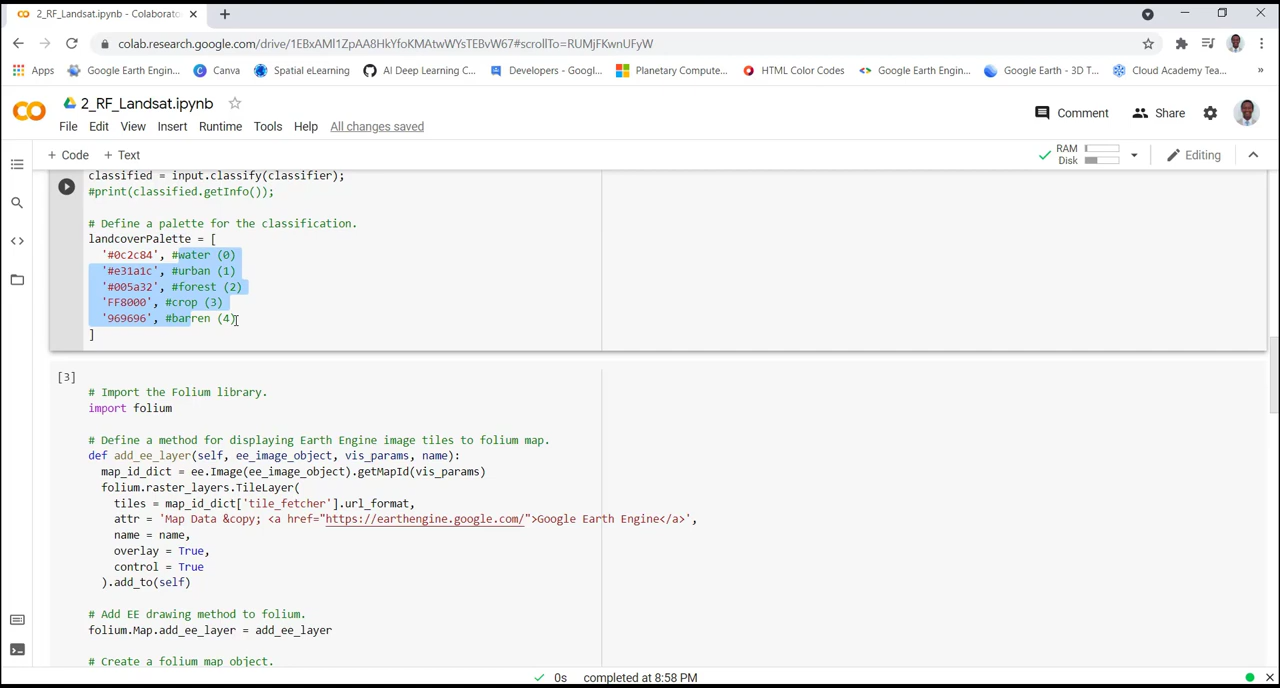 2_RF_Landsat.ipynb - Colaborato
colab.research.google.com/drive/1EBxAMl1ZpAA8HkYfoKMAtwWYsTEBvW67#scrollTo=RUMjFKwnUFyW
Apps Google Earth Engin... Canva Spatial eLearning AI Deep Learning C... Developers - Googl... Planetary Compute... HTML Color Codes Google Earth Engin... Google Earth - 3D T... Cloud Academy Tea... »
2_RF_Landsat.ipynb
Comment Share
File Edit View Insert Runtime Tools Help All changes saved
+ Code + Text
RAM
Disk
Editing
classified = input.classify(classifier);
#print(classified.getInfo());
# Define a palette for the classification.
landcoverPalette = [
'#0c2c84', #water (0)
'#e31a1c', #urban (1)
'#005a32', #forest (2)
'FF8000', #crop (3)
'969696', #barren (4)
]
[3]
# Import the Folium library.
import folium
# Define a method for displaying Earth Engine image tiles to folium map.
def add_ee_layer(self, ee_image_object, vis_params, name):
map_id_dict = ee.Image(ee_image_object).getMapId(vis_params)
folium.raster_layers.TileLayer(
tiles = map_id_dict['tile_fetcher'].url_format,
attr = 'Map Data &copy; <a href="https://earthengine.google.com/">Google Earth Engine</a>',
name = name,
overlay = True,
control = True
).add_to(self)
# Add EE drawing method to folium.
folium.Map.add_ee_layer = add_ee_layer
# Create a folium map object.
0s completed at 8:58 PM